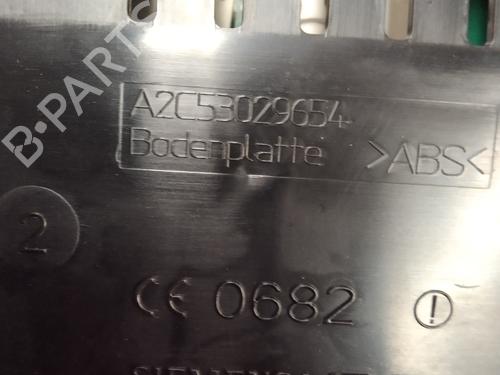 A2C53029654
Bodenplatte >ABS<
2
CE 0682
B-PARTS